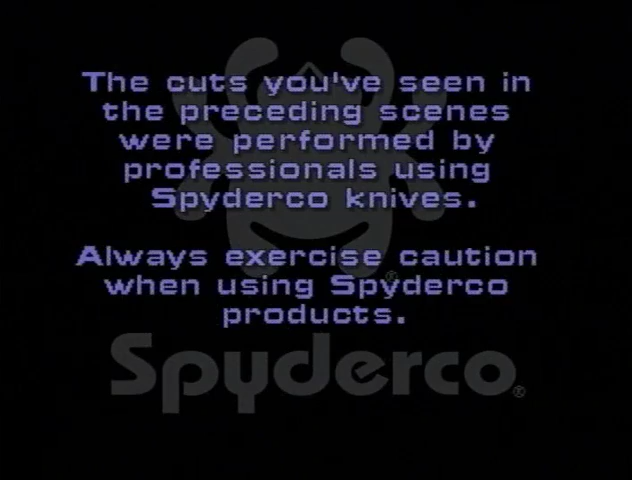 The cuts you've seen in
the preceding scenes
were performed by
professionals using
Spyderco knives.
Always exercise caution
when using Spyderco
products.
®
Spyderco®